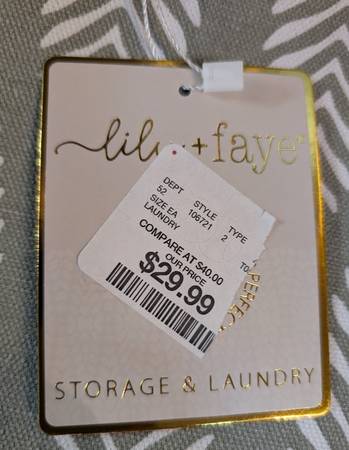 lily + faye
DEPT STYLE TYPE
52 106721 2
SIZE EA
LAUNDRY
COMPARE AT $40.00
OUR PRICE
$29.99
STORAGE & LAUNDRY